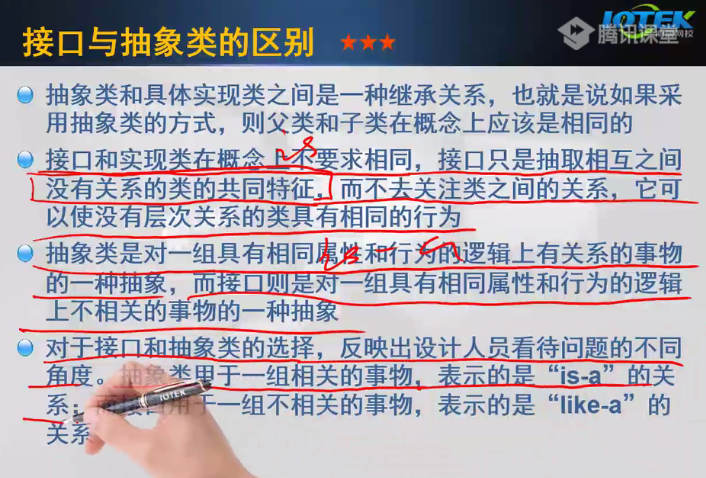 接口与抽象类的区别
IOTEK
腾讯课堂
抽象类和具体实现类之间是一种继承关系，也就是说如果采
用抽象类的方式，则父类和子类在概念上应该是相同的
接口和实现类在概念上不要求相同，接口只是抽取相互之间
没有关系的类的共同特征，而不去关注类之间的关系，它可
以使没有层次关系的类具有相同的行为
抽象类是对一组具有相同属性和行为的逻辑上有关系的事物
的一种抽象，而接口则是对一组具有相同属性和行为的逻辑
上不相关的事物的一种抽象
对于接口和抽象类的选择，反映出设计人员看待问题的不同
角度。抽象类用于一组相关的事物，表示的是“is-a”的关
系；而接口用于一组不相关的事物，表示的是“like-a”的
关系
IOTEK